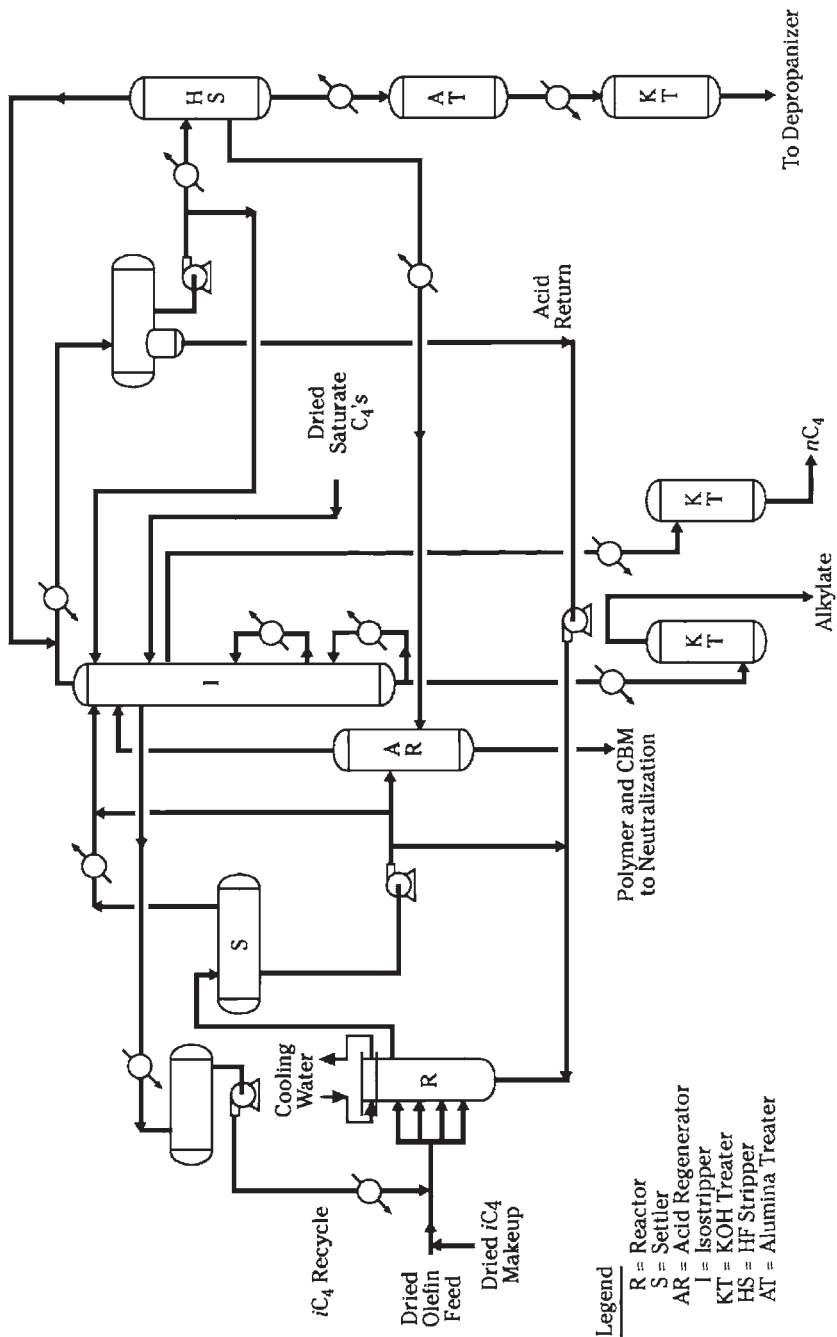 H
S
A
T
K
T
To Depropanizer
Acid
Return
Dried
Saturate
C₄'s
I
K
T
nC₄
K
T
Alkylate
A
R
Polymer and CBM
to Neutralization
S
Cooling
Water
R
iC4 Recycle
Dried
Olefin
Feed
Dried iC4
Makeup
Legend
R = Reactor
S = Settler
AR = Acid Regenerator
I = Isostripper
KT = KOH Treater
HS = HF Stripper
AT = Alumina Treater